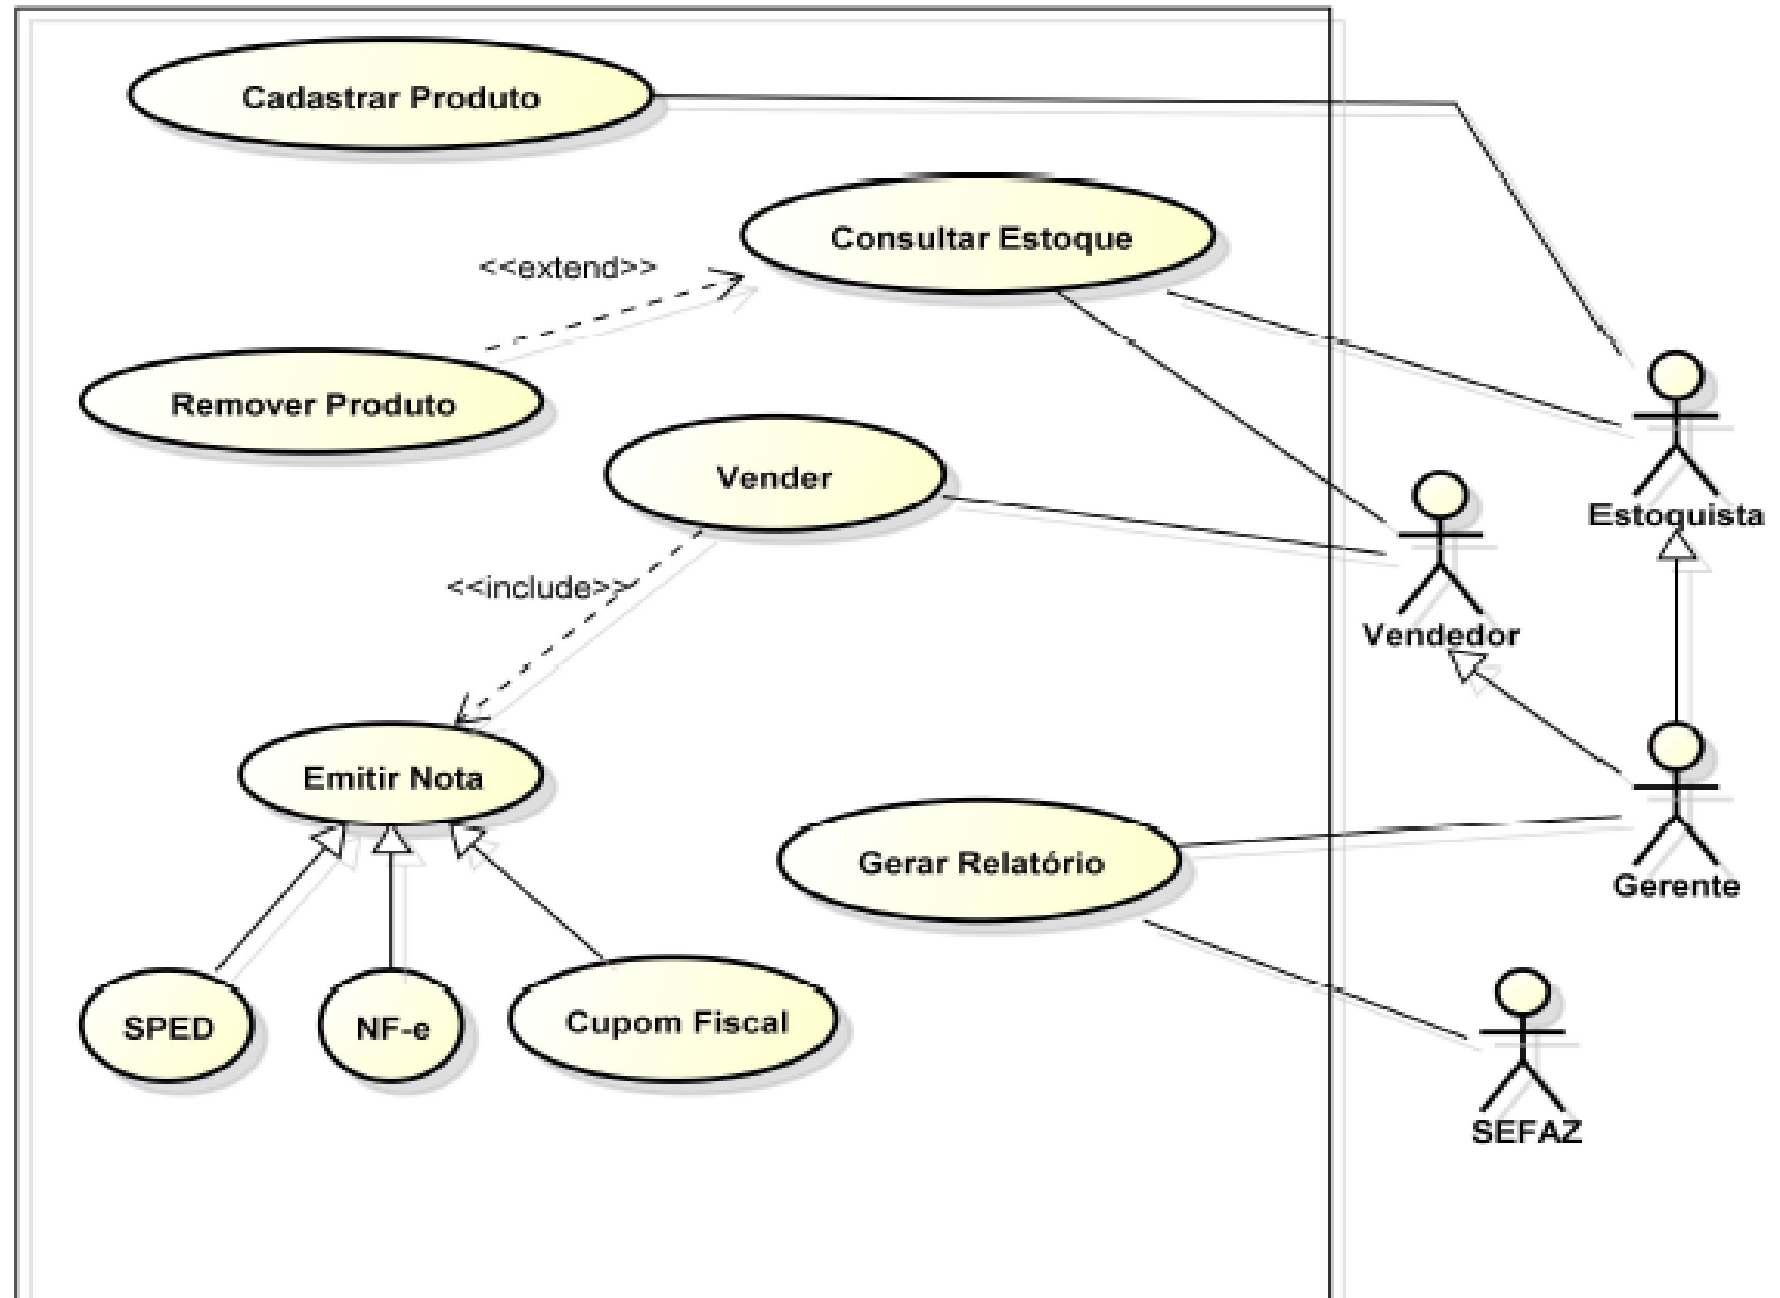 Cadastrar Produto
Consultar Estoque
<<extend>>
Remover Produto
Vender
Estoquista
<<include>>
Vendedor
Emitir Nota
Gerar Relatório
Gerente
SPED
NF-e
Cupom Fiscal
SEFAZ